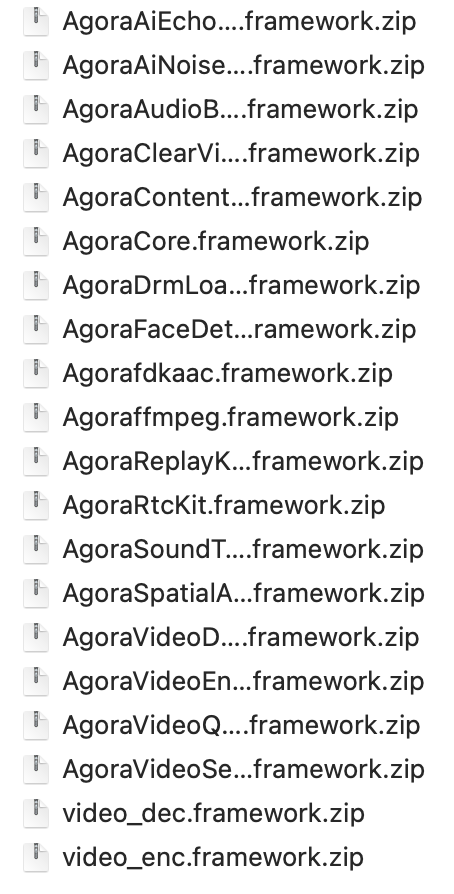 AgoraAiEcho....framework.zip
AgoraAiNoise....framework.zip
AgoraAudioB....framework.zip
AgoraClearVi....framework.zip
AgoraContent...framework.zip
AgoraCore.framework.zip
AgoraDrmLoa...framework.zip
AgoraFaceDet...ramework.zip
Agorafdkaac.framework.zip
Agoraffmpeg.framework.zip
AgoraReplayK...framework.zip
AgoraRtcKit.framework.zip
AgoraSoundT....framework.zip
AgoraSpatialA...framework.zip
AgoraVideoD....framework.zip
AgoraVideoEn...framework.zip
AgoraVideoQ....framework.zip
AgoraVideoSe...framework.zip
video_dec.framework.zip
video_enc.framework.zip